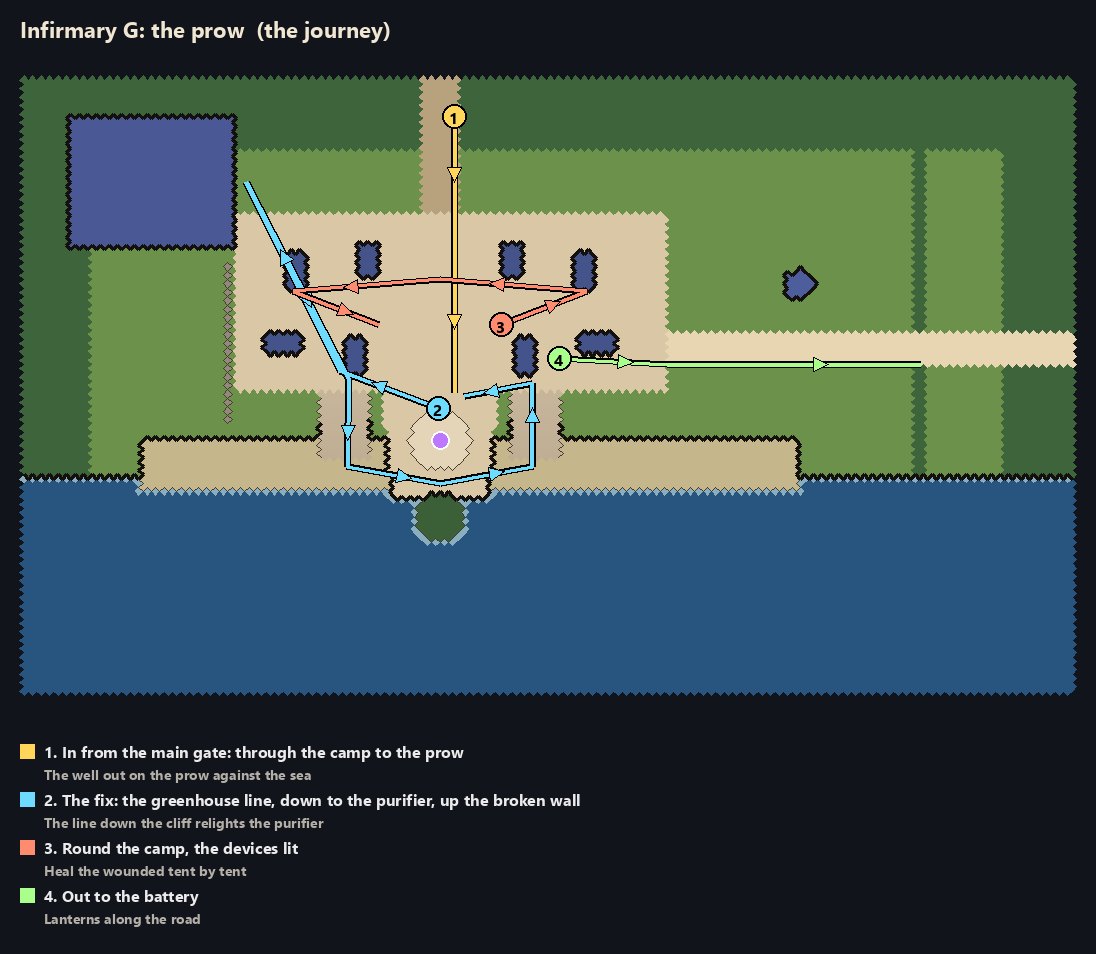 Infirmary G: the prow (the journey)
1
3
4
2
1. In from the main gate: through the camp to the prow
The well out on the prow against the sea
2. The fix: the greenhouse line, down to the purifier, up the broken wall
The line down the cliff relights the purifier
3. Round the camp, the devices lit
Heal the wounded tent by tent
4. Out to the battery
Lanterns along the road